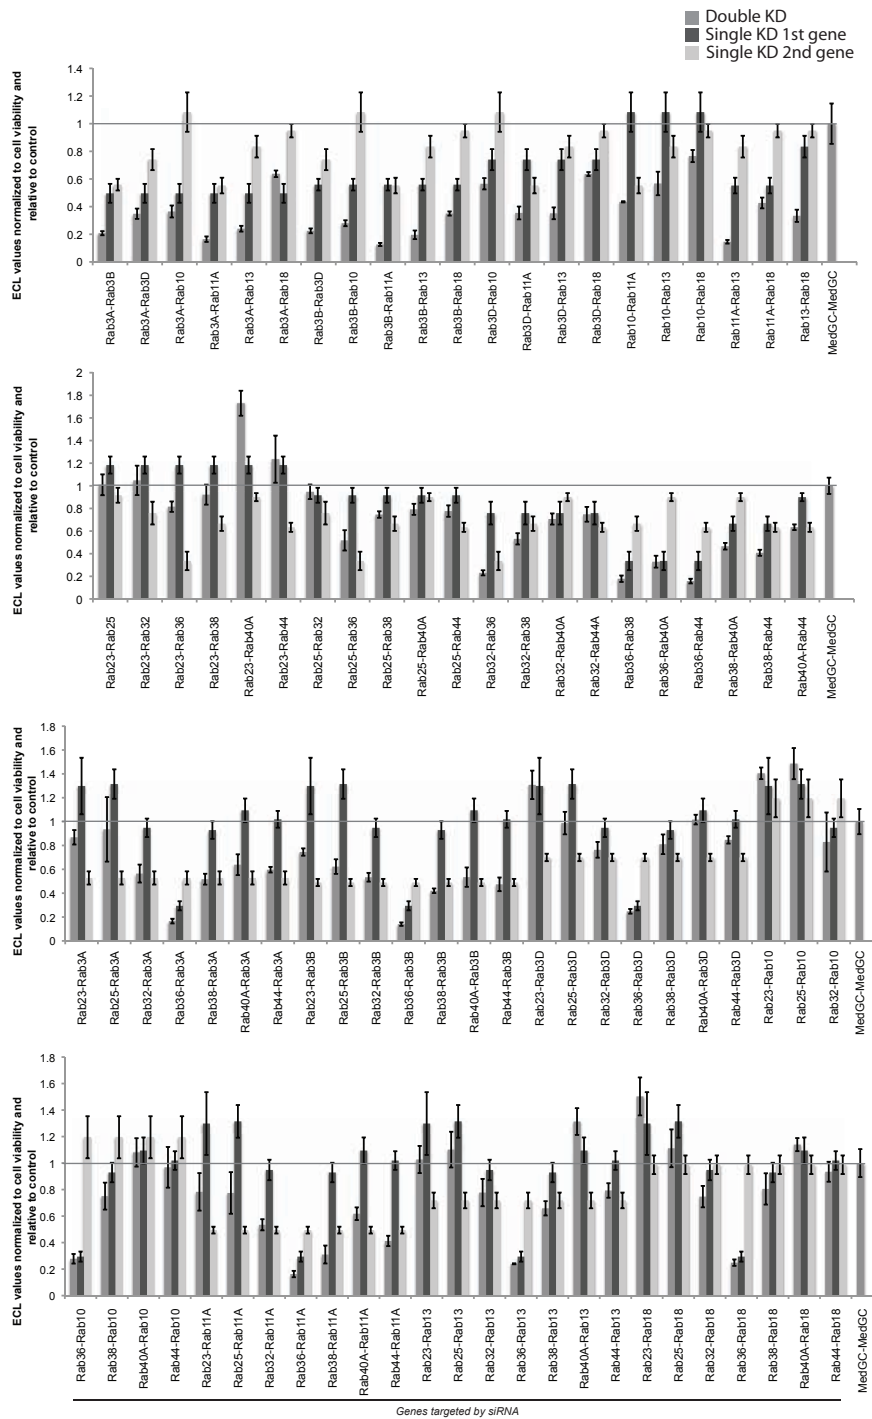 Double KD
Single KD 1st gene
Single KD 2nd gene
ECL values normalized to cell viability and
relative to control
1.4
1.2
1
0.8
0.6
0.4
0.2
0
Rab3A-Rab3B
Rab3A-Rab3D
Rab3A-Rab10
Rab3A-Rab11A
Rab3A-Rab13
Rab3A-Rab18
Rab3B-Rab3D
Rab3B-Rab10
Rab3B-Rab11A
Rab3B-Rab13
Rab3B-Rab18
Rab3D-Rab10
Rab3D-Rab11A
Rab3D-Rab13
Rab3D-Rab18
Rab10-Rab11A
Rab10-Rab13
Rab10-Rab18
Rab11A-Rab13
Rab11A-Rab18
Rab13-Rab18
MedGC-MedGC
ECL values normalized to cell viability and
relative to control
2
1.8
1.6
1.4
1.2
1
0.8
0.6
0.4
0.2
0
Rab23-Rab25
Rab23-Rab32
Rab23-Rab36
Rab23-Rab38
Rab23-Rab40A
Rab23-Rab44
Rab25-Rab32
Rab25-Rab36
Rab25-Rab38
Rab25-Rab40A
Rab25-Rab44
Rab32-Rab36
Rab32-Rab38
Rab32-Rab40A
Rab32-Rab44A
Rab36-Rab38
Rab36-Rab40A
Rab36-Rab44
Rab38-Rab40A
Rab38-Rab44
Rab40A-Rab44
MedGC-MedGC
ECL values normalized to cell viability and
relative to control
1.8
1.6
1.4
1.2
1
0.8
0.6
0.4
0.2
0
Rab23-Rab3A
Rab25-Rab3A
Rab32-Rab3A
Rab36-Rab3A
Rab38-Rab3A
Rab40A-Rab3A
Rab44-Rab3A
Rab23-Rab3B
Rab25-Rab3B
Rab32-Rab3B
Rab36-Rab3B
Rab38-Rab3B
Rab40A-Rab3B
Rab44-Rab3B
Rab23-Rab3D
Rab25-Rab3D
Rab32-Rab3D
Rab36-Rab3D
Rab38-Rab3D
Rab40A-Rab3D
Rab44-Rab3D
Rab23-Rab10
Rab25-Rab10
Rab32-Rab10
MedGC-MedGC
ECL values normalized to cell viability and
relative to control
1.8
1.6
1.4
1.2
1
0.8
0.6
0.4
0.2
0
Rab36-Rab10
Rab38-Rab10
Rab40A-Rab10
Rab44-Rab10
Rab23-Rab11A
Rab25-Rab11A
Rab32-Rab11A
Rab36-Rab11A
Rab38-Rab11A
Rab40A-Rab11A
Rab44-Rab11A
Rab23-Rab13
Rab25-Rab13
Rab32-Rab13
Rab36-Rab13
Rab38-Rab13
Rab40A-Rab13
Rab44-Rab13
Rab23-Rab18
Rab25-Rab18
Rab32-Rab18
Rab36-Rab18
Rab38-Rab18
Rab40A-Rab18
Rab44-Rab18
MedGC-MedGC
Genes targeted by siRNA